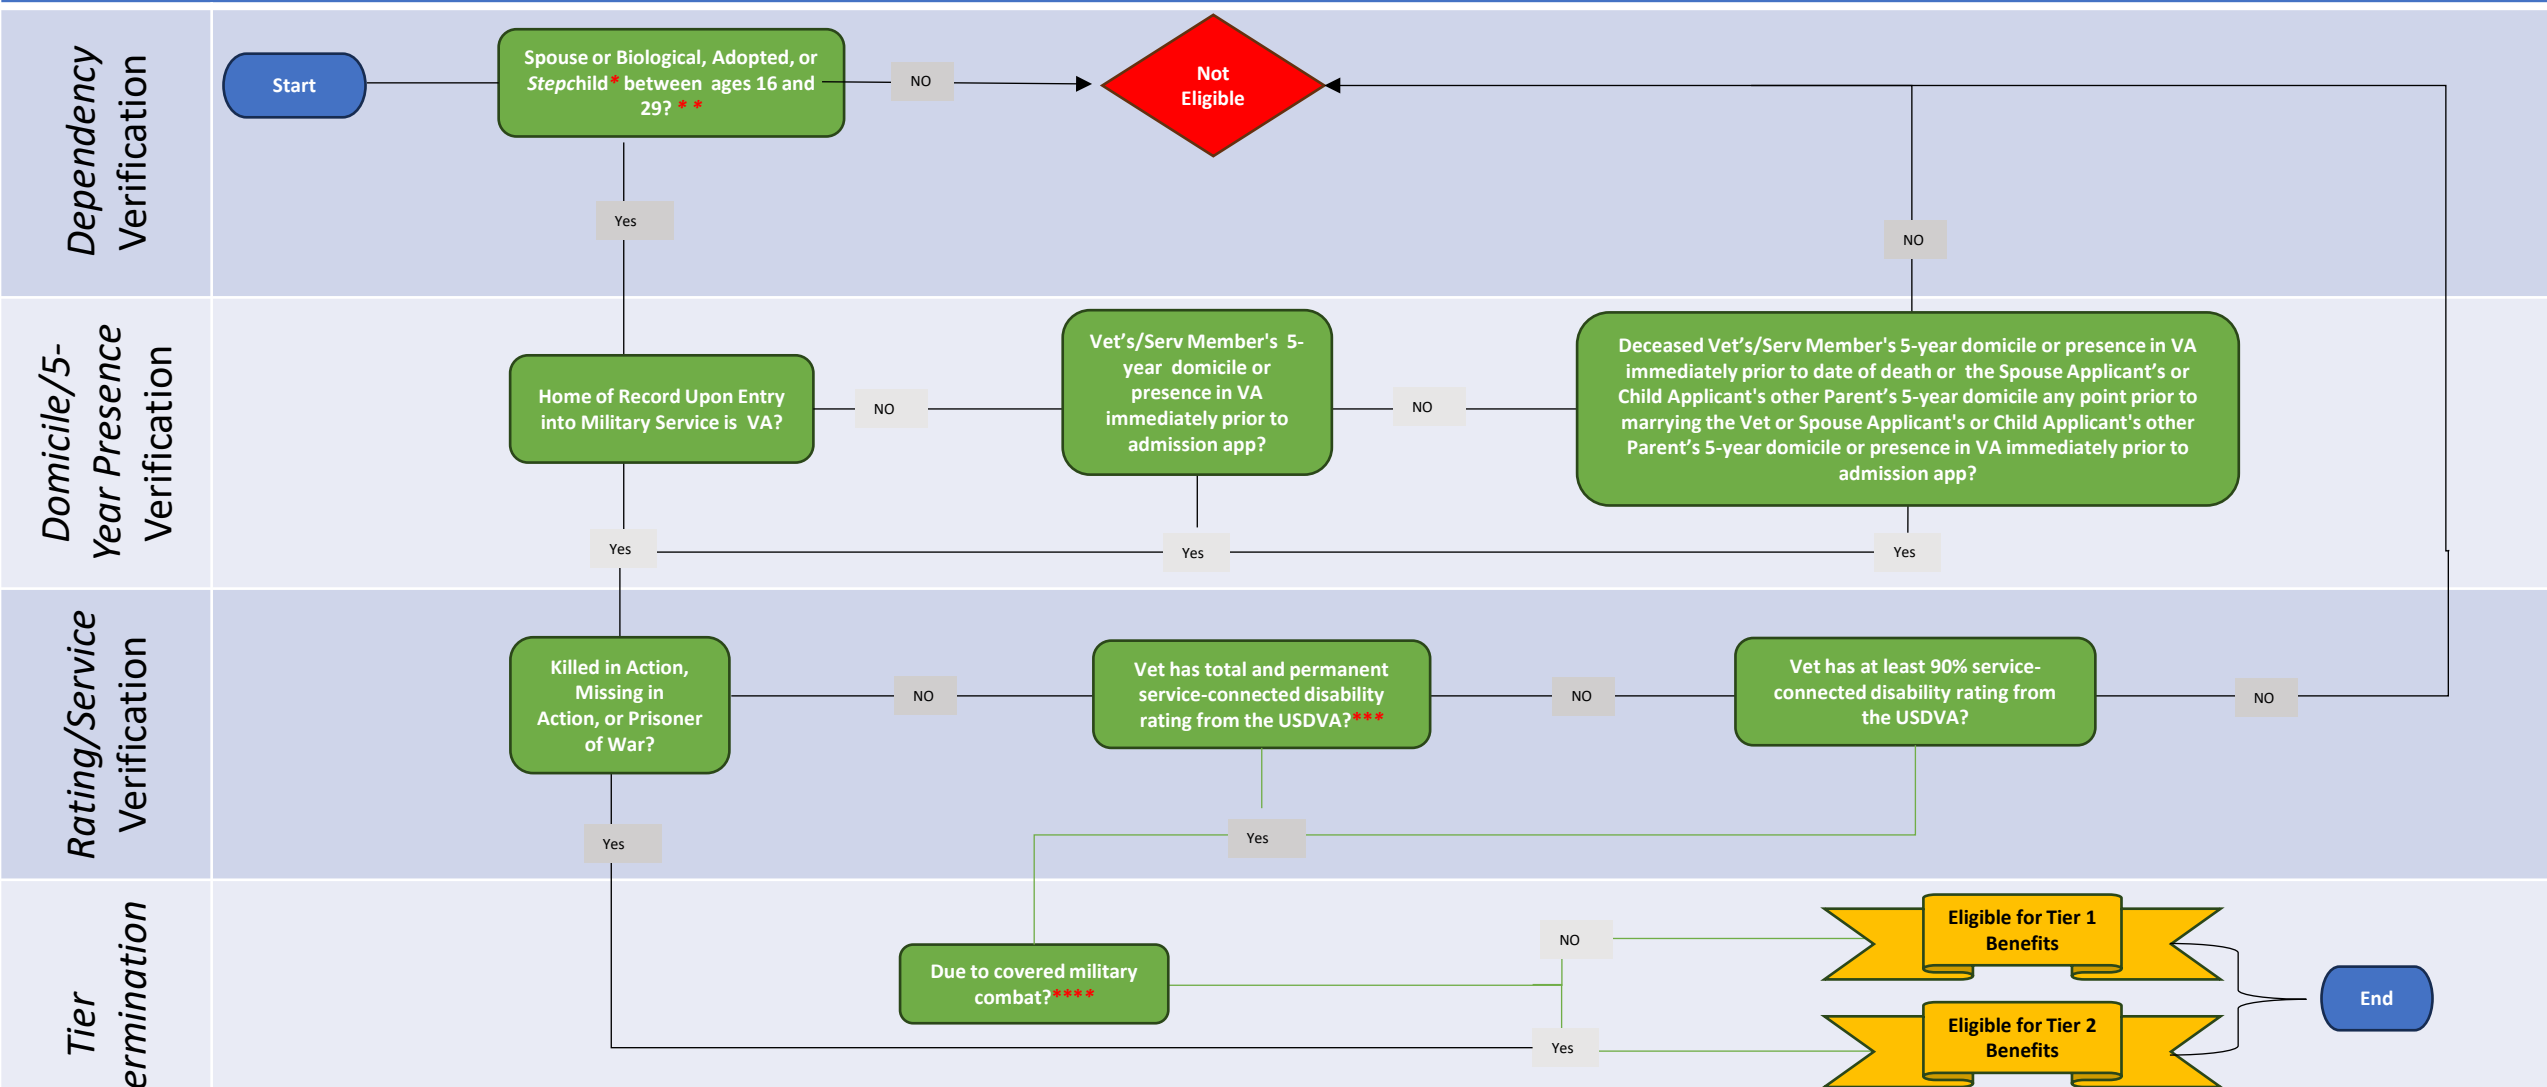 Dependency
Verification
Start
Spouse or Biological, Adopted, or
Stepchild* between ages 16 and
29? * *
NO
Not
Eligible
Yes
NO
Domicile/5-
Year Presence
Verification
Home of Record Upon Entry
into Military Service is VA?
NO
Vet’s/Serv Member's 5-
year domicile or
presence in VA
immediately prior to
admission app?
NO
Deceased Vet’s/Serv Member's 5-year domicile or presence in VA
immediately prior to date of death or the Spouse Applicant’s or
Child Applicant's other Parent’s 5-year domicile any point prior to
marrying the Vet or Spouse Applicant's or Child Applicant's other
Parent’s 5-year domicile or presence in VA immediately prior to
admission app?
Yes
Yes
Yes
Rating/Service
Verification
Killed in Action,
Missing in
Action, or Prisoner
of War?
NO
Vet has total and permanent
service-connected disability
rating from the USDVA?***
NO
Vet has at least 90% service-
connected disability rating from
the USDVA?
NO
Yes
Yes
Tier
ermination
Due to covered military
combat?****
NO
Yes
Eligible for Tier 1
Benefits
Eligible for Tier 2
Benefits
End